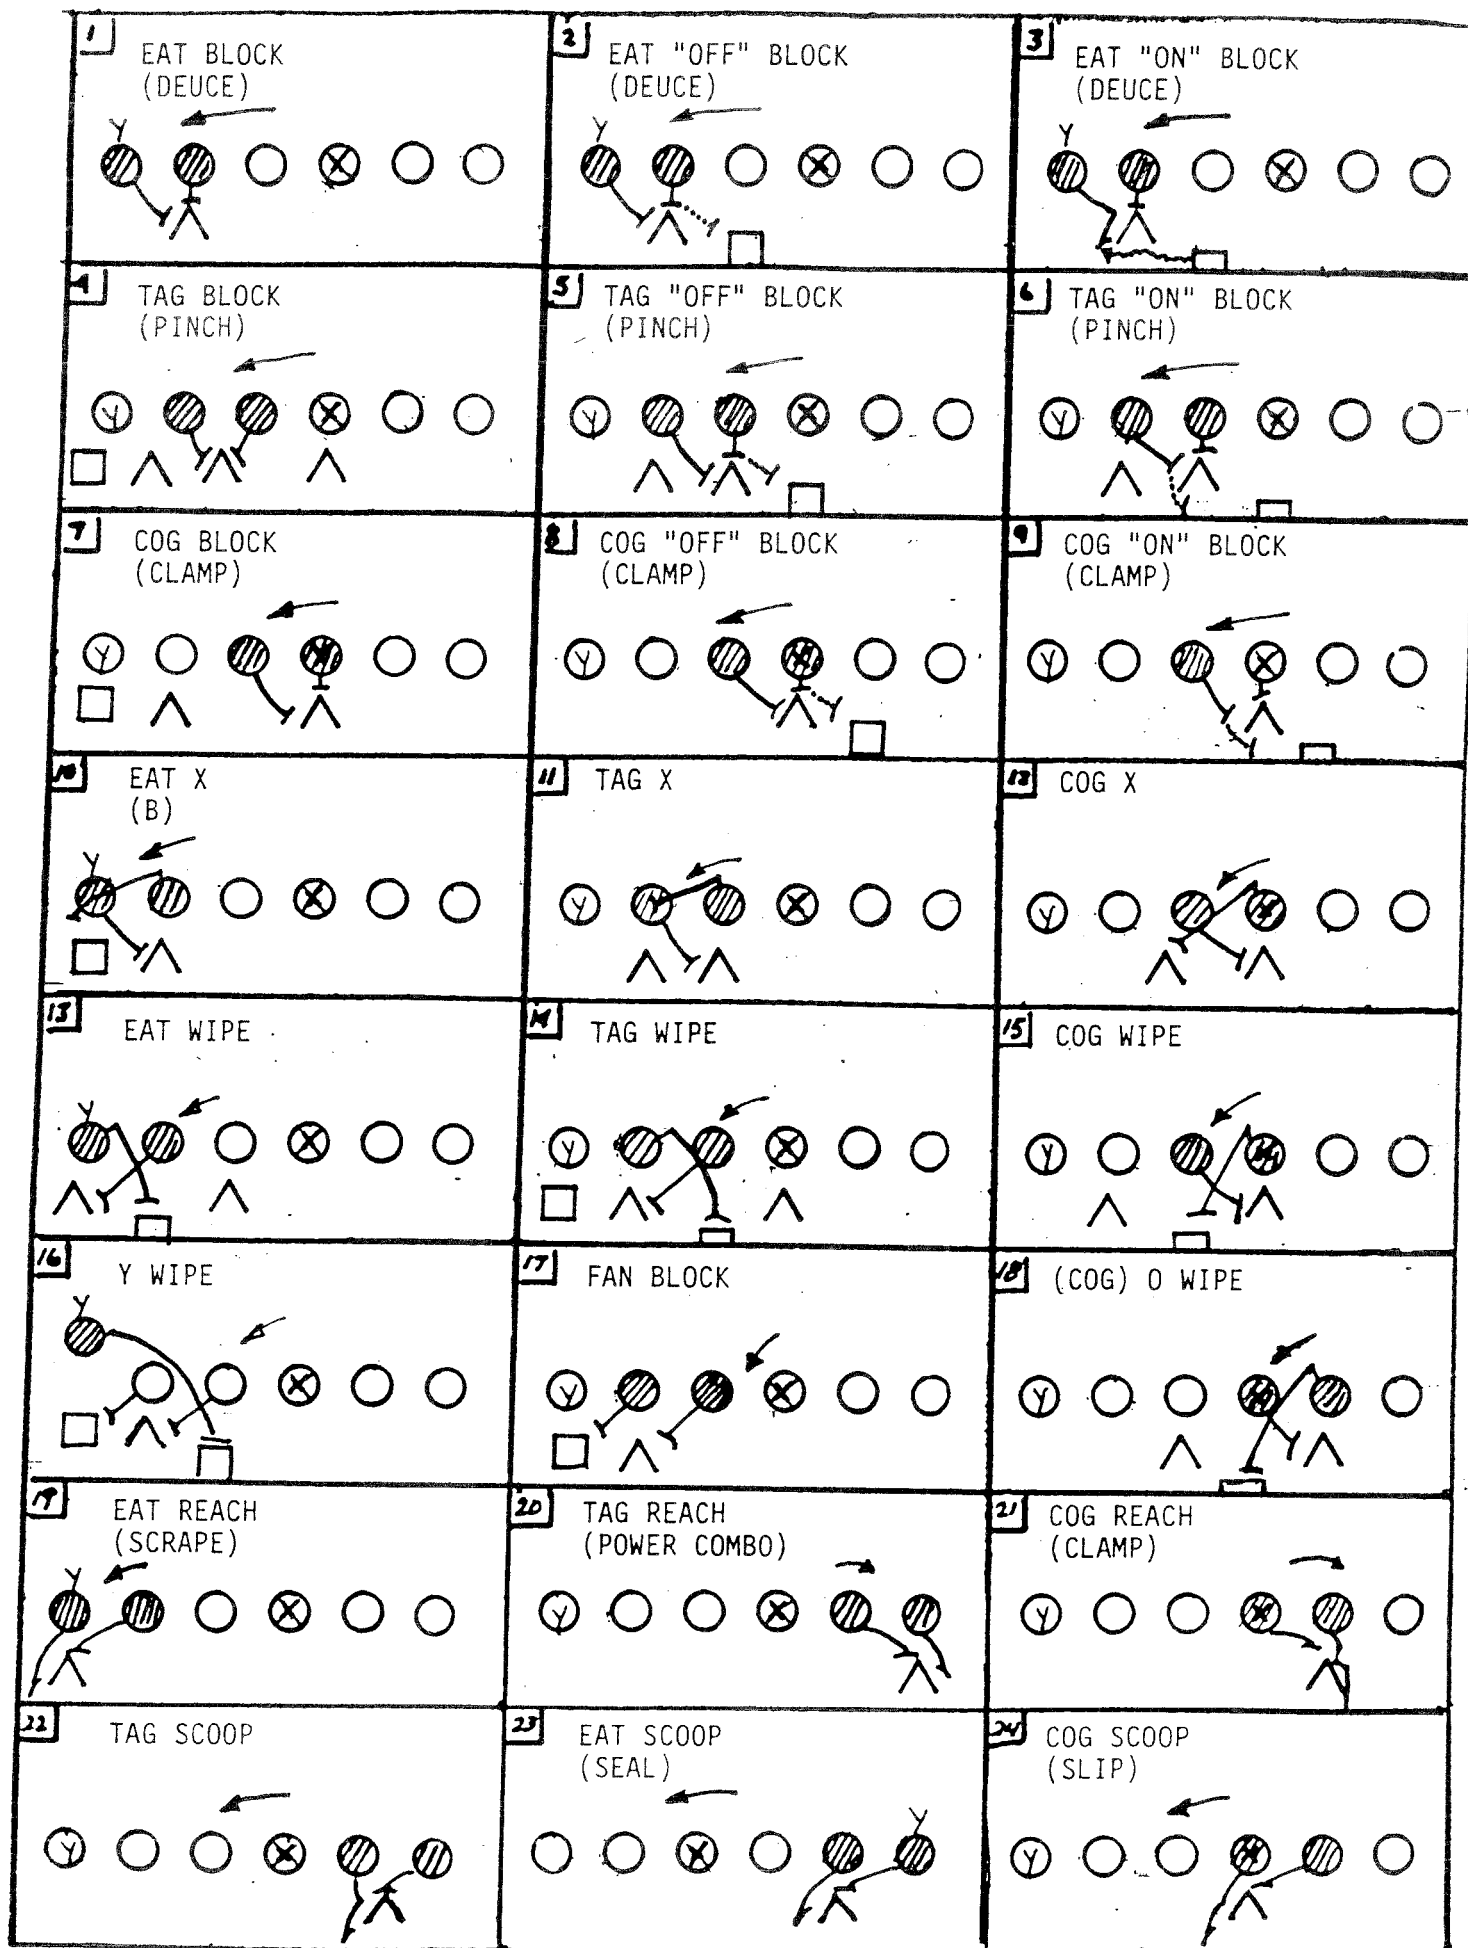 1
EAT BLOCK
(DEUCE)
Y
2
EAT "OFF" BLOCK
(DEUCE)
Y
3
EAT "ON" BLOCK
(DEUCE)
Y
4
TAG BLOCK
(PINCH)
Y
5
TAG "OFF" BLOCK
(PINCH)
Y
6
TAG "ON" BLOCK
(PINCH)
Y
7
COG BLOCK
(CLAMP)
Y
8
COG "OFF" BLOCK
(CLAMP)
Y
9
COG "ON" BLOCK
(CLAMP)
Y
10
EAT X
(B)
Y
11
TAG X
Y
12
COG X
Y
13
EAT WIPE
Y
14
TAG WIPE
Y
15
COG WIPE
Y
16
Y WIPE
Y
17
FAN BLOCK
Y
18
(COG) O WIPE
Y
19
EAT REACH
(SCRAPE)
Y
20
TAG REACH
(POWER COMBO)
Y
21
COG REACH
(CLAMP)
Y
22
TAG SCOOP
Y
23
EAT SCOOP
(SEAL)
Y
24
COG SCOOP
(SLIP)
Y